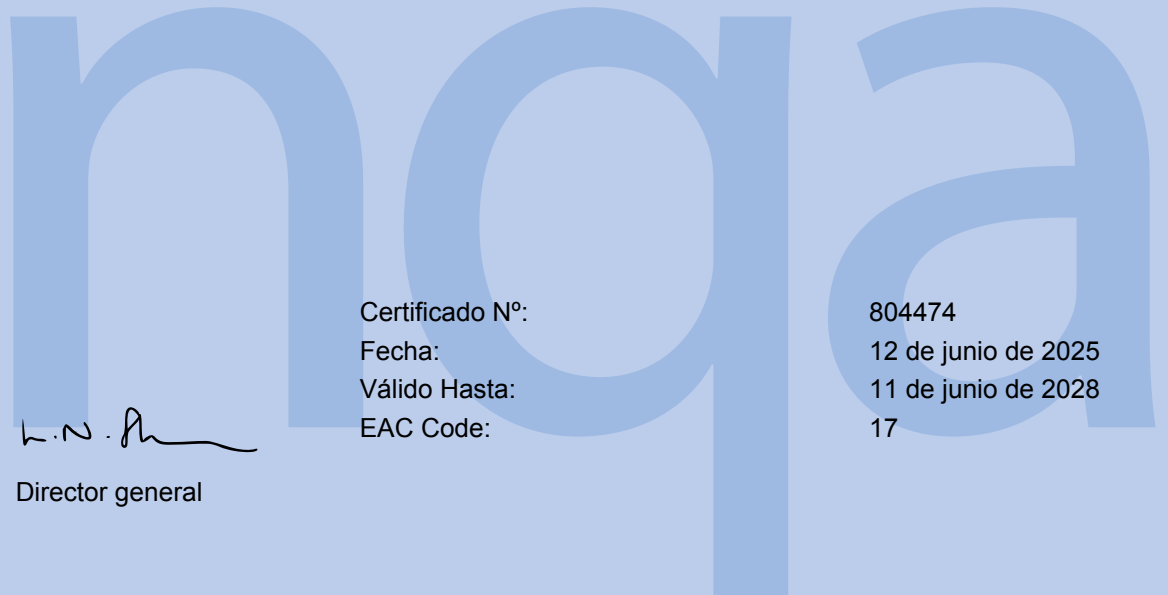 nqa
Certificado Nº: 804474
Fecha: 12 de junio de 2025
Válido Hasta: 11 de junio de 2028
EAC Code: 17
Director general